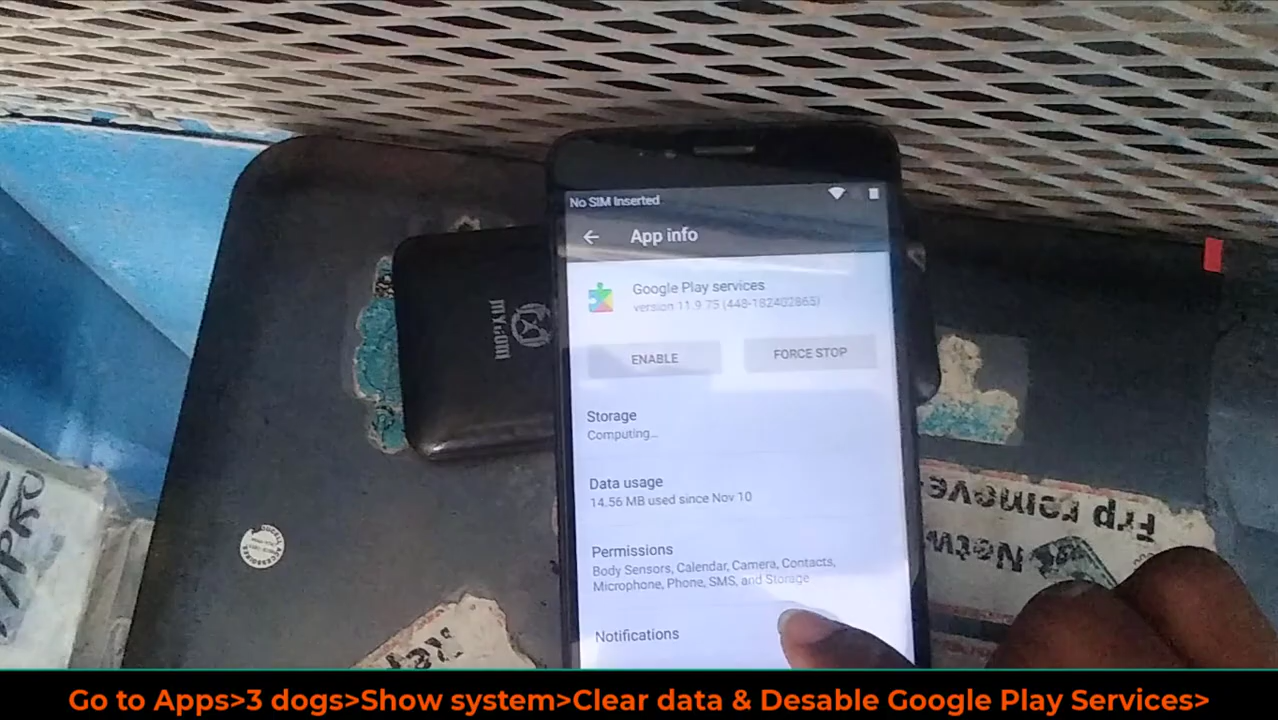 No SIM Inserted
App info
Google Play services
version 11.9.75 (448-182402865)
ENABLE
FORCE STOP
Storage
Computing...
Data usage
14.56 MB used since Nov 10
Permissions
Body Sensors, Calendar, Camera, Contacts,
Microphone, Phone, SMS, and Storage
Notifications
Frp remove
Netw
Go to Apps>3 dogs>Show system>Clear data & Desable Google Play Services>